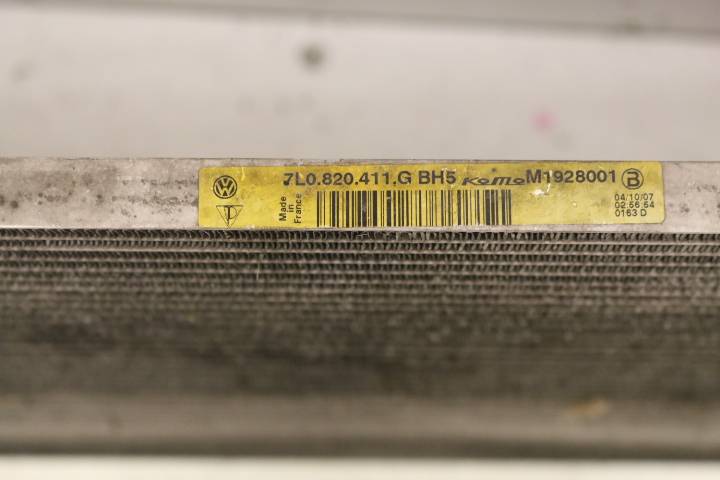 7L0.820.411.G BH5 KoMo M1928001 B
Made
in
France
04/10/07
02:56:54
0163 D